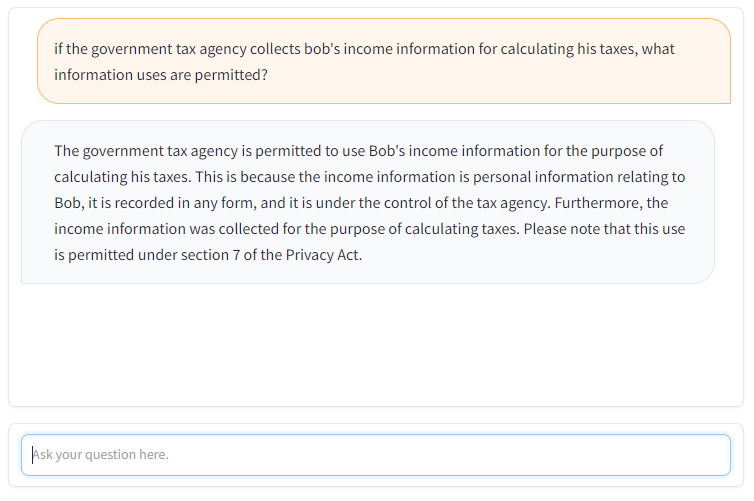 if the government tax agency collects bob's income information for calculating his taxes, what
information uses are permitted?
The government tax agency is permitted to use Bob's income information for the purpose of
calculating his taxes. This is because the income information is personal information relating to
Bob, it is recorded in any form, and it is under the control of the tax agency. Furthermore, the
income information was collected for the purpose of calculating taxes. Please note that this use
is permitted under section 7 of the Privacy Act.
Ask your question here.